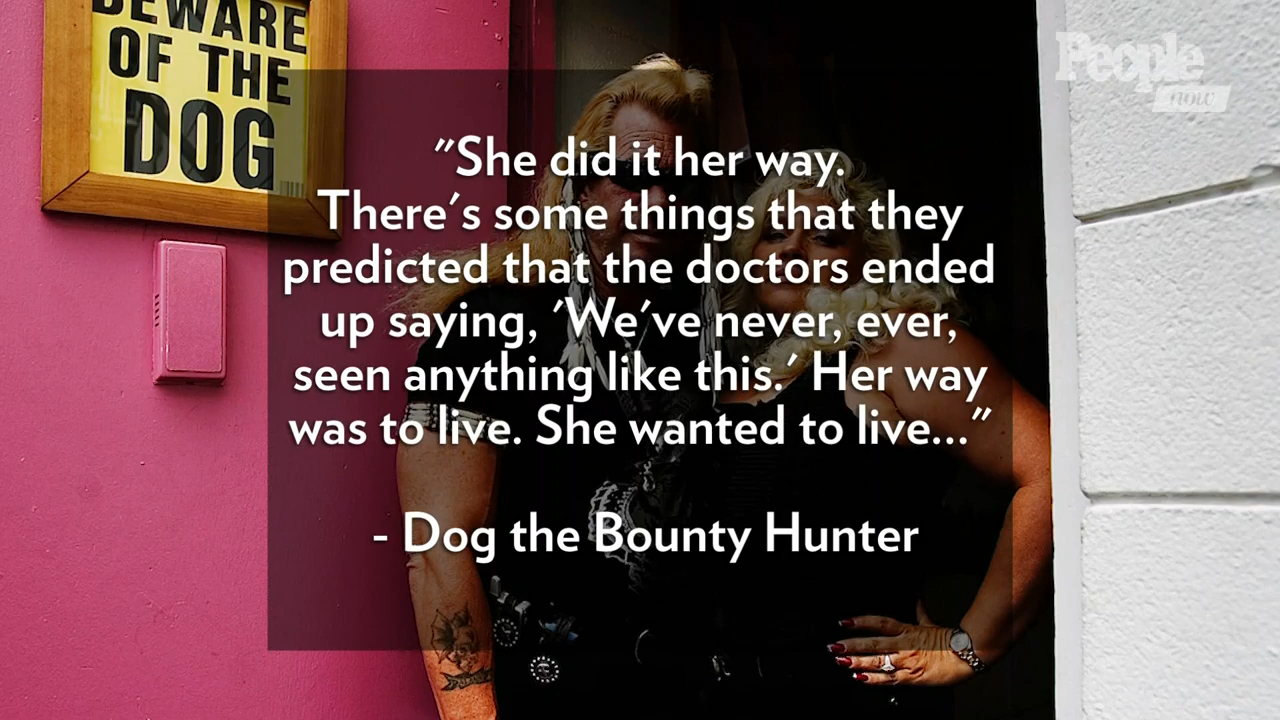 BEWARE
OF THE
DOG
People
now
"She did it her way.
There's some things that they
predicted that the doctors ended
up saying, 'We've never, ever,
seen anything like this.' Her way
was to live. She wanted to live..."
- Dog the Bounty Hunter